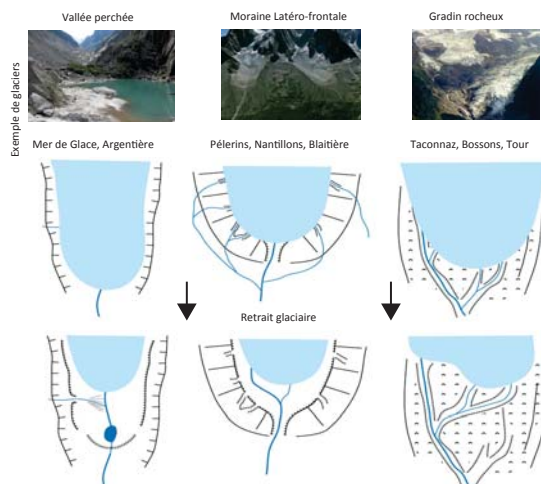 Vallée perchée
Moraine Latéro-frontale
Gradin rocheux
Exemple de glaciers
Mer de Glace, Argentière
Pélerins, Nantillons, Blaitière
Taconnaz, Bossons, Tour
Retrait glaciaire